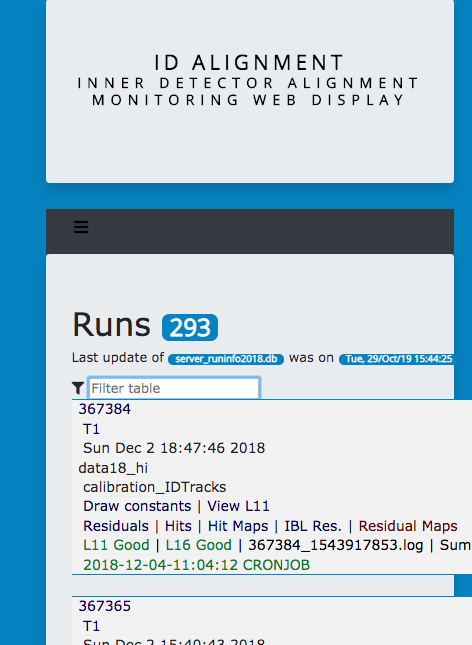 ID ALIGNMENT
INNER DETECTOR ALIGNMENT
MONITORING WEB DISPLAY
Runs 293
Last update of server_runinfo2018.db was on Tue, 29/Oct/19 15:44:25
Filter table
367384
T1
Sun Dec 2 18:47:46 2018
data18_hi
calibration_IDTracks
Draw constants | View L11
Residuals | Hits | Hit Maps | IBL Res. | Residual Maps
L11 Good | L16 Good | 367384_1543917853.log | Sum
2018-12-04-11:04:12 CRONJOB
367365
T1
Sun Dec 2 15:40:43 2018